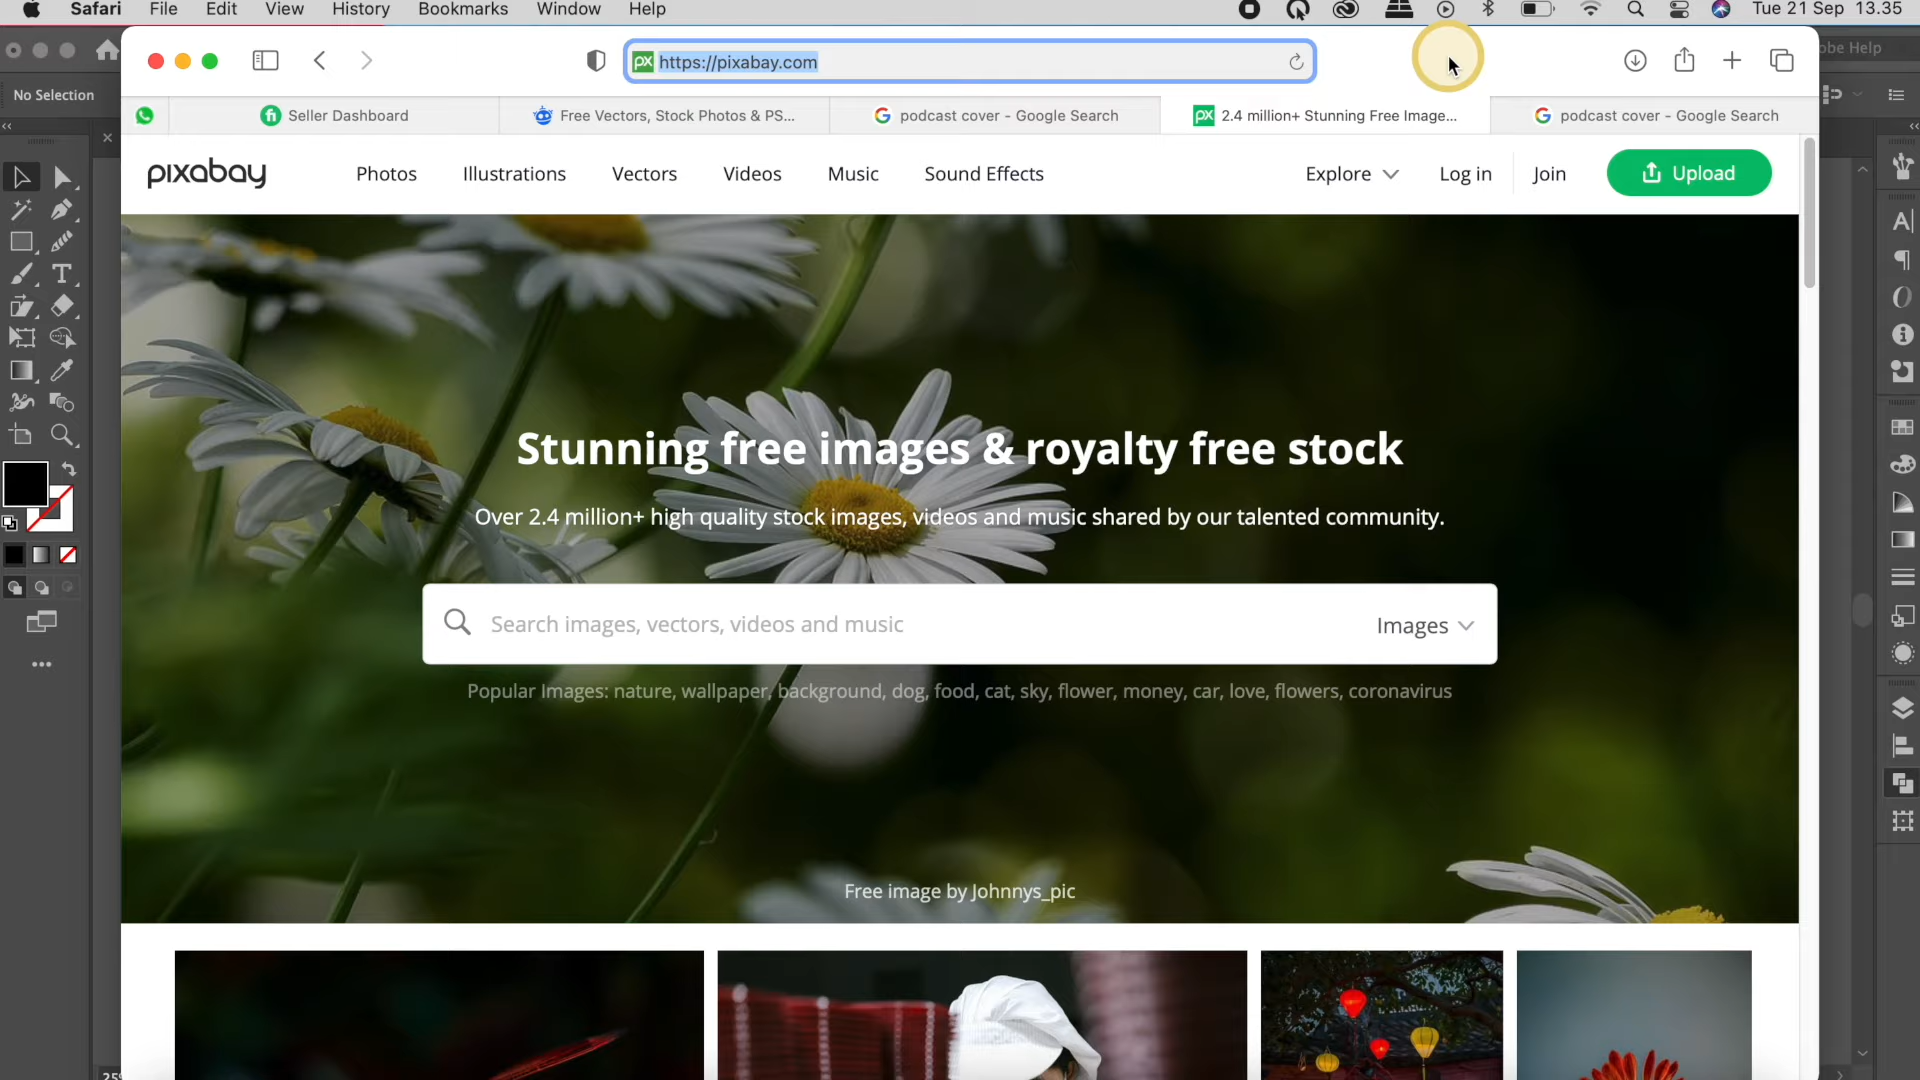 Safari File Edit View History Bookmarks Window Help Tue 21 Sep 13.35
obe Help
No Selection
https://pixabay.com
Seller Dashboard
Free Vectors, Stock Photos & PS...
podcast cover - Google Search
2.4 million+ Stunning Free Image...
podcast cover - Google Search
pixabay Photos Illustrations Vectors Videos Music Sound Effects Explore Log in Join Upload
Stunning free images & royalty free stock
Over 2.4 million+ high quality stock images, videos and music shared by our talented community.
Search images, vectors, videos and music Images
Popular Images: nature, wallpaper, background, dog, food, cat, sky, flower, money, car, love, flowers, coronavirus
Free image by Johnnys_pic